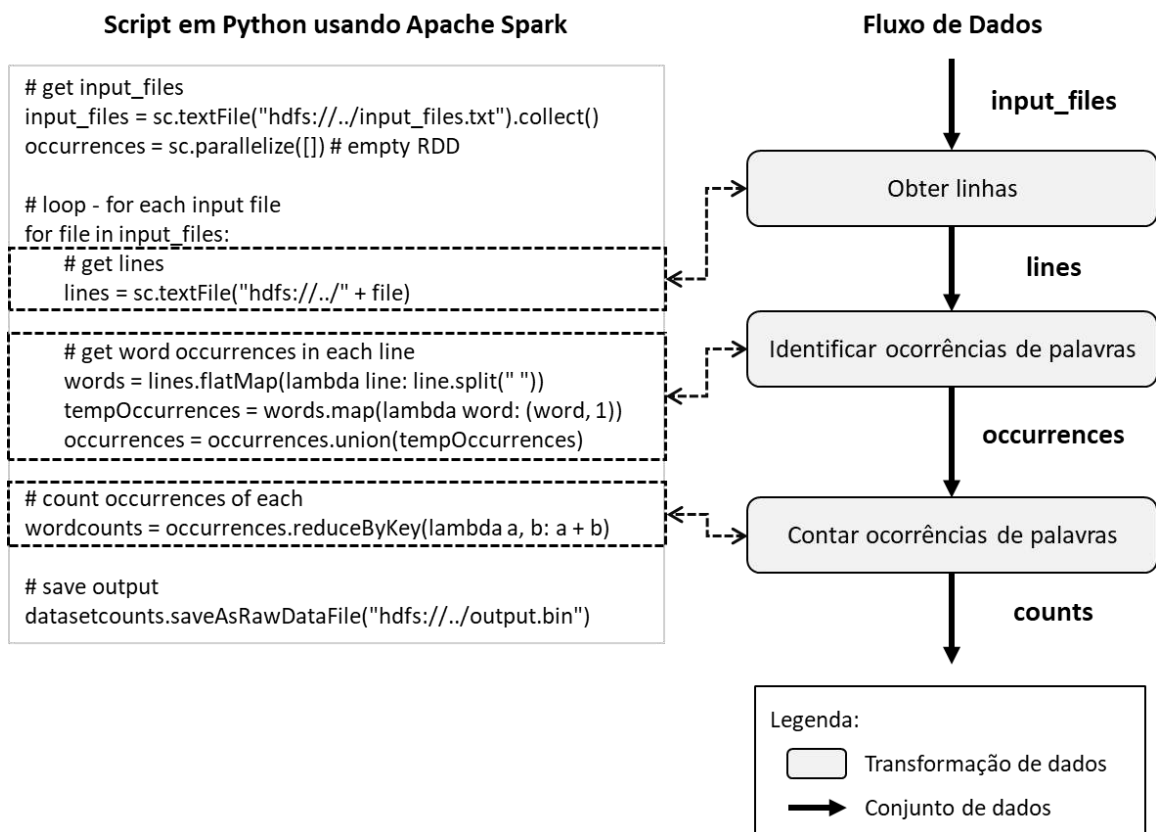 Script em Python usando Apache Spark
# get input_files
input_files = sc.textFile("hdfs://../input_files.txt").collect()
occurrences = sc.parallelize([]) # empty RDD
# loop - for each input file
for file in input_files:
# get lines
lines = sc.textFile("hdfs://../" + file)
# get word occurrences in each line
words = lines.flatMap(lambda line: line.split(" "))
tempOccurrences = words.map(lambda word: (word, 1))
occurrences = occurrences.union(tempOccurrences)
# count occurrences of each
wordcounts = occurrences.reduceByKey(lambda a, b: a + b)
# save output
datasetcounts.saveAsRawDataFile("hdfs://../output.bin")
Fluxo de Dados
input_files
Obter linhas
lines
Identificar ocorrências de palavras
occurrences
Contar ocorrências de palavras
counts
Legenda:
Transformação de dados
Conjunto de dados